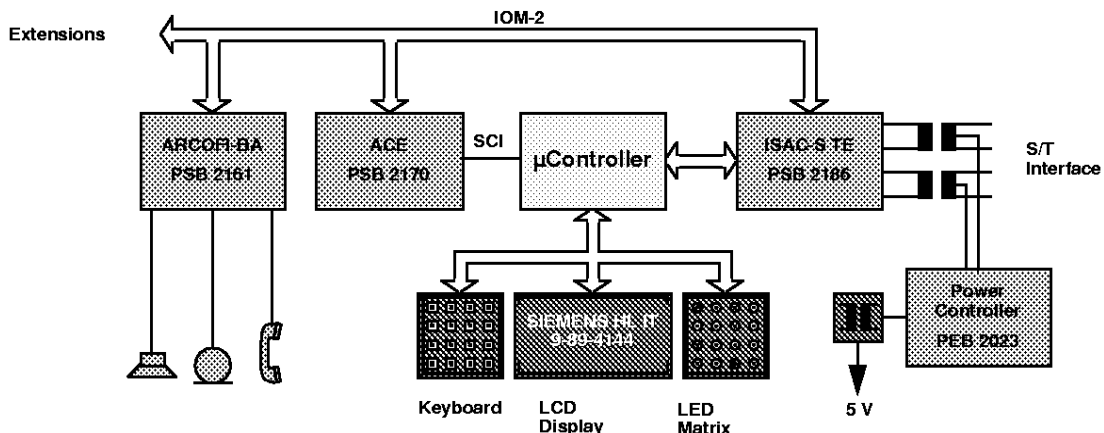 IOM-2
Extensions
ARCOFI-BA
PSB 2161
ACE
PSB 2170
SCI
µController
ISAC-S TE
PSB 2186
S/T
Interface
Power
Controller
PEB 2023
SIEMENS HL IT
9-89-4144
Keyboard
LCD
Display
LED
Matrix
5 V